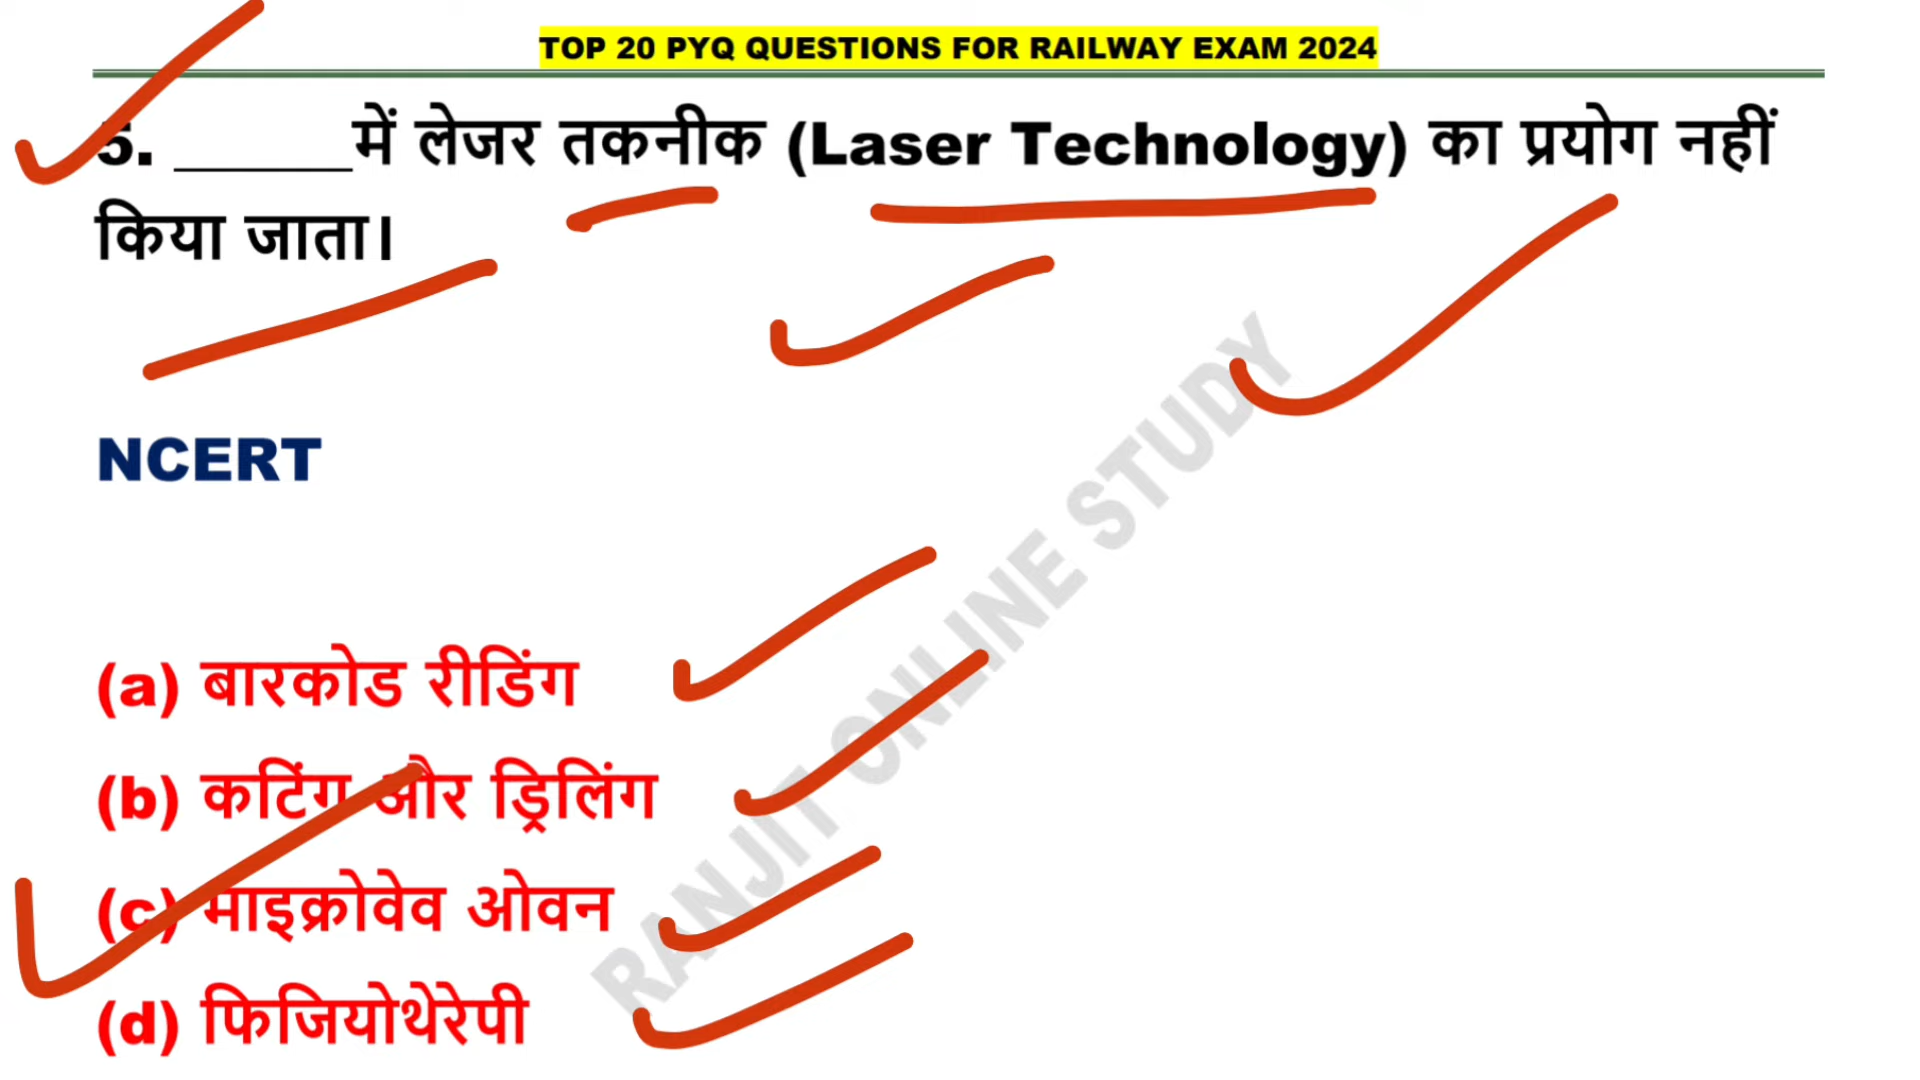 TOP 20 PYQ QUESTIONS FOR RAILWAY EXAM 2024
5. ______में लेजर तकनीक (Laser Technology) का प्रयोग नहीं
किया जाता।
NCERT
(a) बारकोड रीडिंग
(b) कटिंग और ड्रिलिंग
(c) माइक्रोवेव ओवन
(d) फिजियोथेरेपी
RANJIT ONLINE STUDY